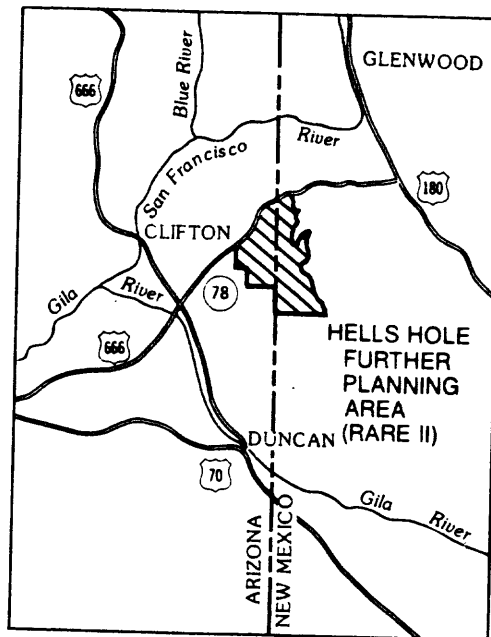 GLENWOOD
666
Blue River
River
San Francisco
180
CLIFTON
Gila
River
78
666
HELLS HOLE
FURTHER
PLANNING
AREA
(RARE II)
DUNCAN
70
Gila
River
ARIZONA
NEW MEXICO